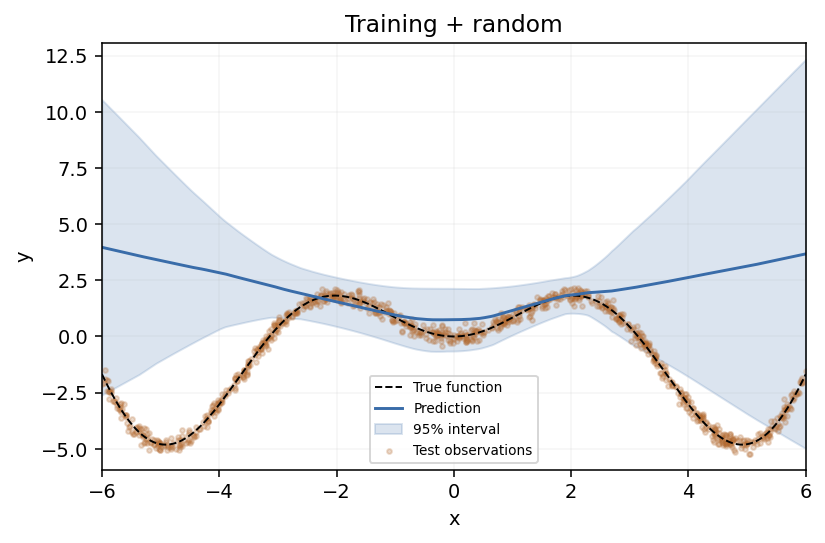 Training + random
12.5
10.0
7.5
5.0
2.5
0.0
−2.5
−5.0
y
True function
Prediction
95% interval
Test observations
−6 −4 −2 0 2 4 6
x